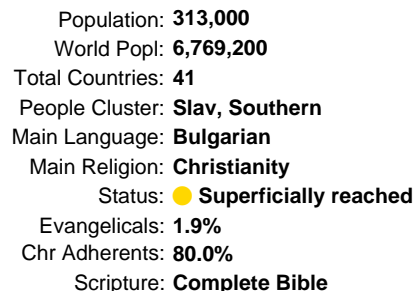 Population: 313,000
World Popl: 6,769,200
Total Countries: 41
People Cluster: Slav, Southern
Main Language: Bulgarian
Main Religion: Christianity
Status: Superficially reached
Evangelicals: 1.9%
Chr Adherents: 80.0%
Scripture: Complete Bible